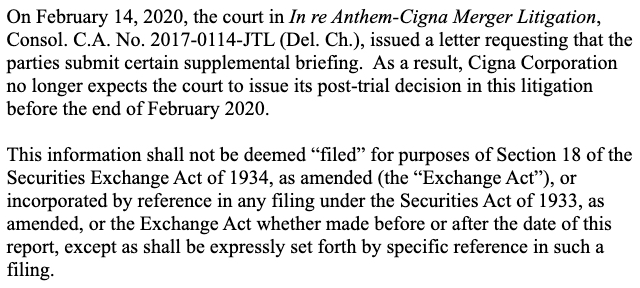 On February 14, 2020, the court in In re Anthem-Cigna Merger Litigation,
Consol. C.A. No. 2017-0114-JTL (Del. Ch.), issued a letter requesting that the
parties submit certain supplemental briefing.  As a result, Cigna Corporation
no longer expects the court to issue its post-trial decision in this litigation
before the end of February 2020.

This information shall not be deemed “filed” for purposes of Section 18 of the
Securities Exchange Act of 1934, as amended (the “Exchange Act”), or
incorporated by reference in any filing under the Securities Act of 1933, as
amended, or the Exchange Act whether made before or after the date of this
report, except as shall be expressly set forth by specific reference in such a
filing.